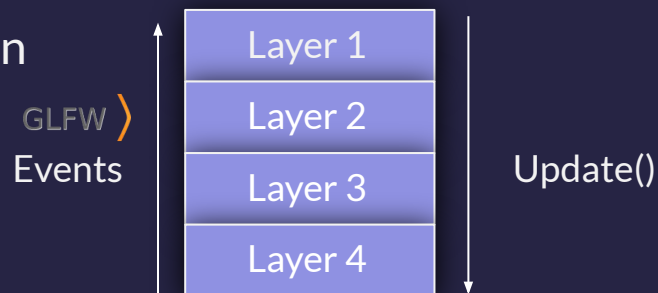 n
Layer 1
GLFW
Layer 2
Events
Layer 3
Update()
Layer 4